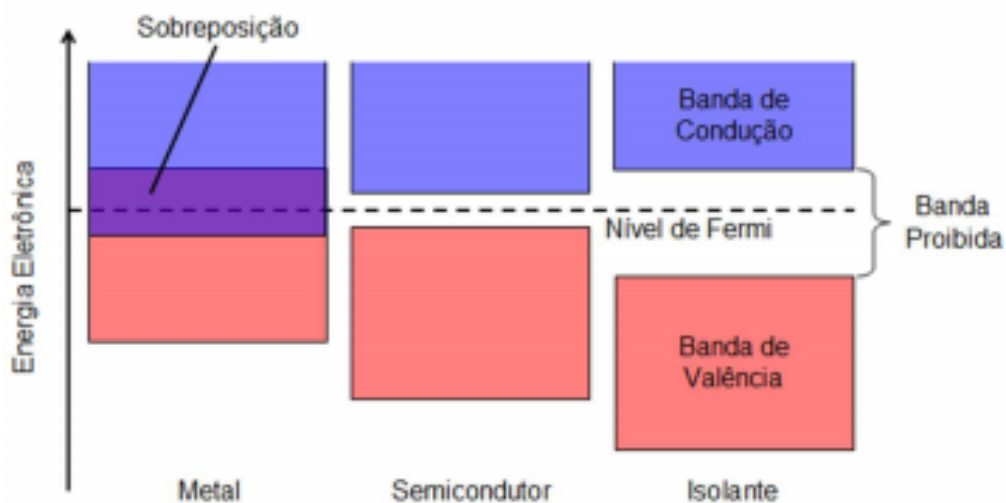 Sobreposição
Energia Eletrônica
Banda de
Condução
Nível de Fermi
Banda
Proibida
Banda de
Valência
Metal
Semicondutor
Isolante